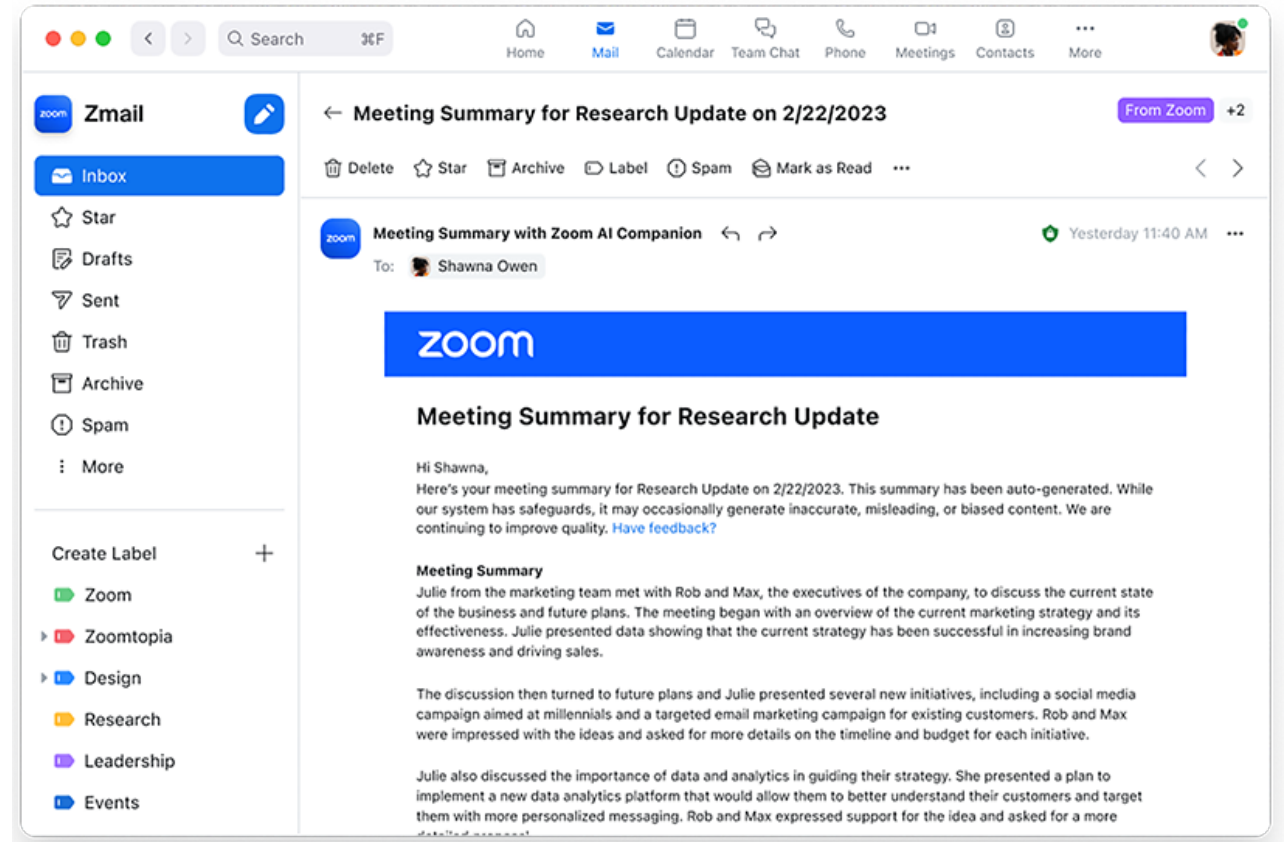 Search ⌘F
Home
Mail
Calendar
Team Chat
Phone
Meetings
Contacts
More
zoom
Zmail
Inbox
Star
Drafts
Sent
Trash
Archive
Spam
More
Create Label
Zoom
Zoomtopia
Design
Research
Leadership
Events
Meeting Summary for Research Update on 2/22/2023
From Zoom +2
Delete Star Archive Label Spam Mark as Read
zoom
Meeting Summary with Zoom AI Companion
Yesterday 11:40 AM
To: Shawna Owen
zoom
Meeting Summary for Research Update
Hi Shawna,
Here's your meeting summary for Research Update on 2/22/2023. This summary has been auto-generated. While
our system has safeguards, it may occasionally generate inaccurate, misleading, or biased content. We are
continuing to improve quality. Have feedback?
Meeting Summary
Julie from the marketing team met with Rob and Max, the executives of the company, to discuss the current state
of the business and future plans. The meeting began with an overview of the current marketing strategy and its
effectiveness. Julie presented data showing that the current strategy has been successful in increasing brand
awareness and driving sales.
The discussion then turned to future plans and Julie presented several new initiatives, including a social media
campaign aimed at millennials and a targeted email marketing campaign for existing customers. Rob and Max
were impressed with the ideas and asked for more details on the timeline and budget for each initiative.
Julie also discussed the importance of data and analytics in guiding their strategy. She presented a plan to
implement a new data analytics platform that would allow them to better understand their customers and target
them with more personalized messaging. Rob and Max expressed support for the idea and asked for a more